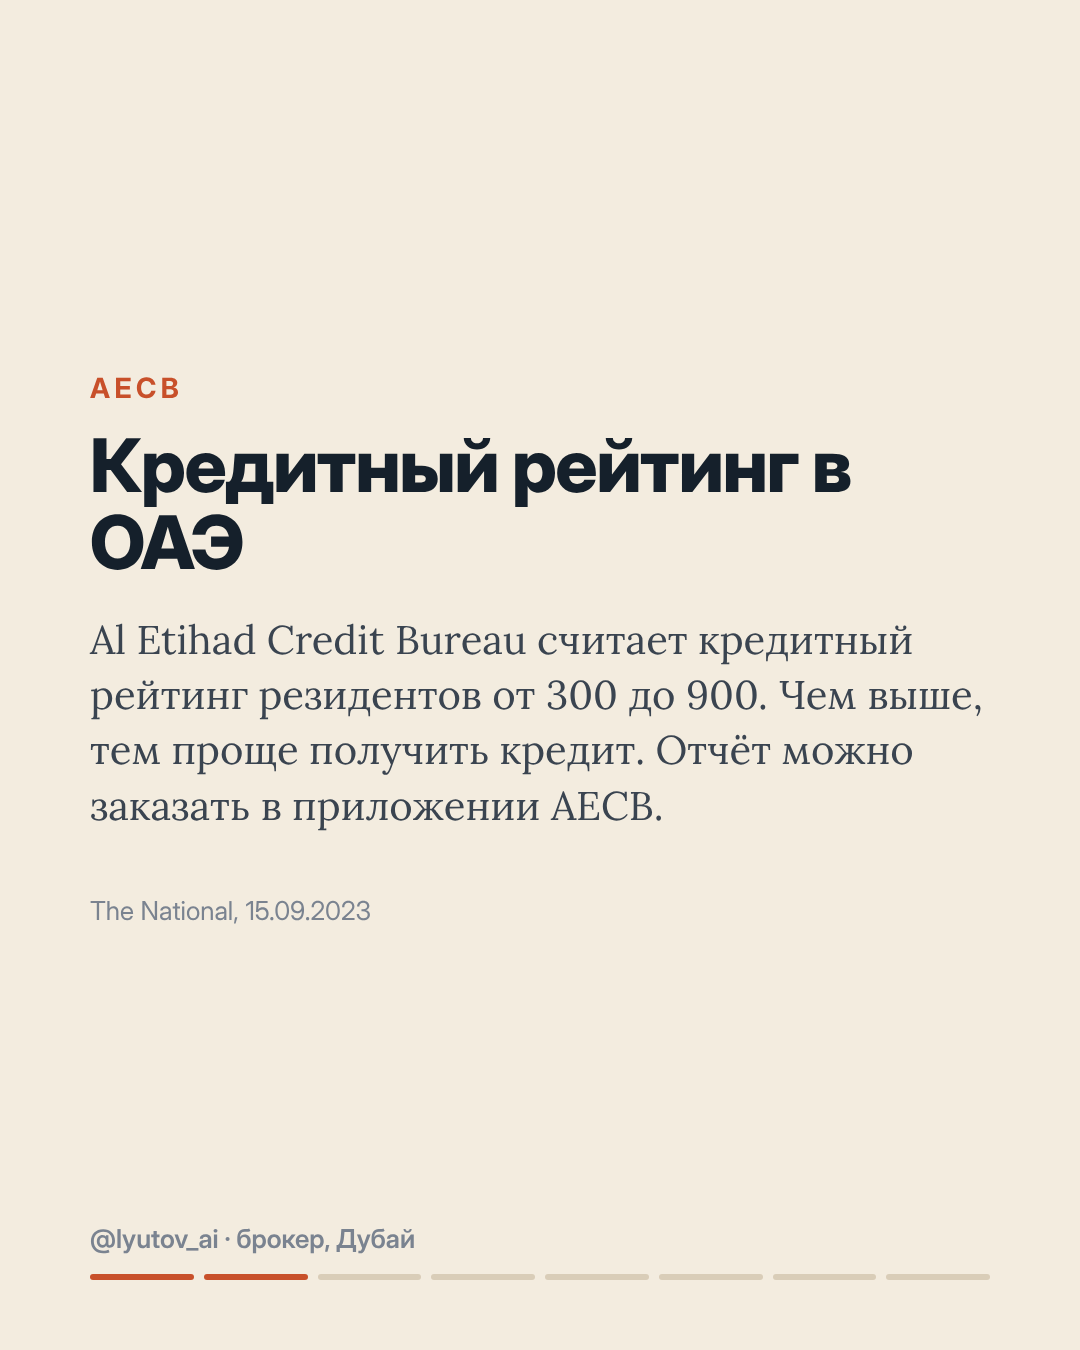 AECB
Кредитный рейтинг в
ОАЭ
Al Etihad Credit Bureau считает кредитный
рейтинг резидентов от 300 до 900. Чем выше,
тем проще получить кредит. Отчёт можно
заказать в приложении AECB.
The National, 15.09.2023
@lyutov_ai · брокер, Дубай